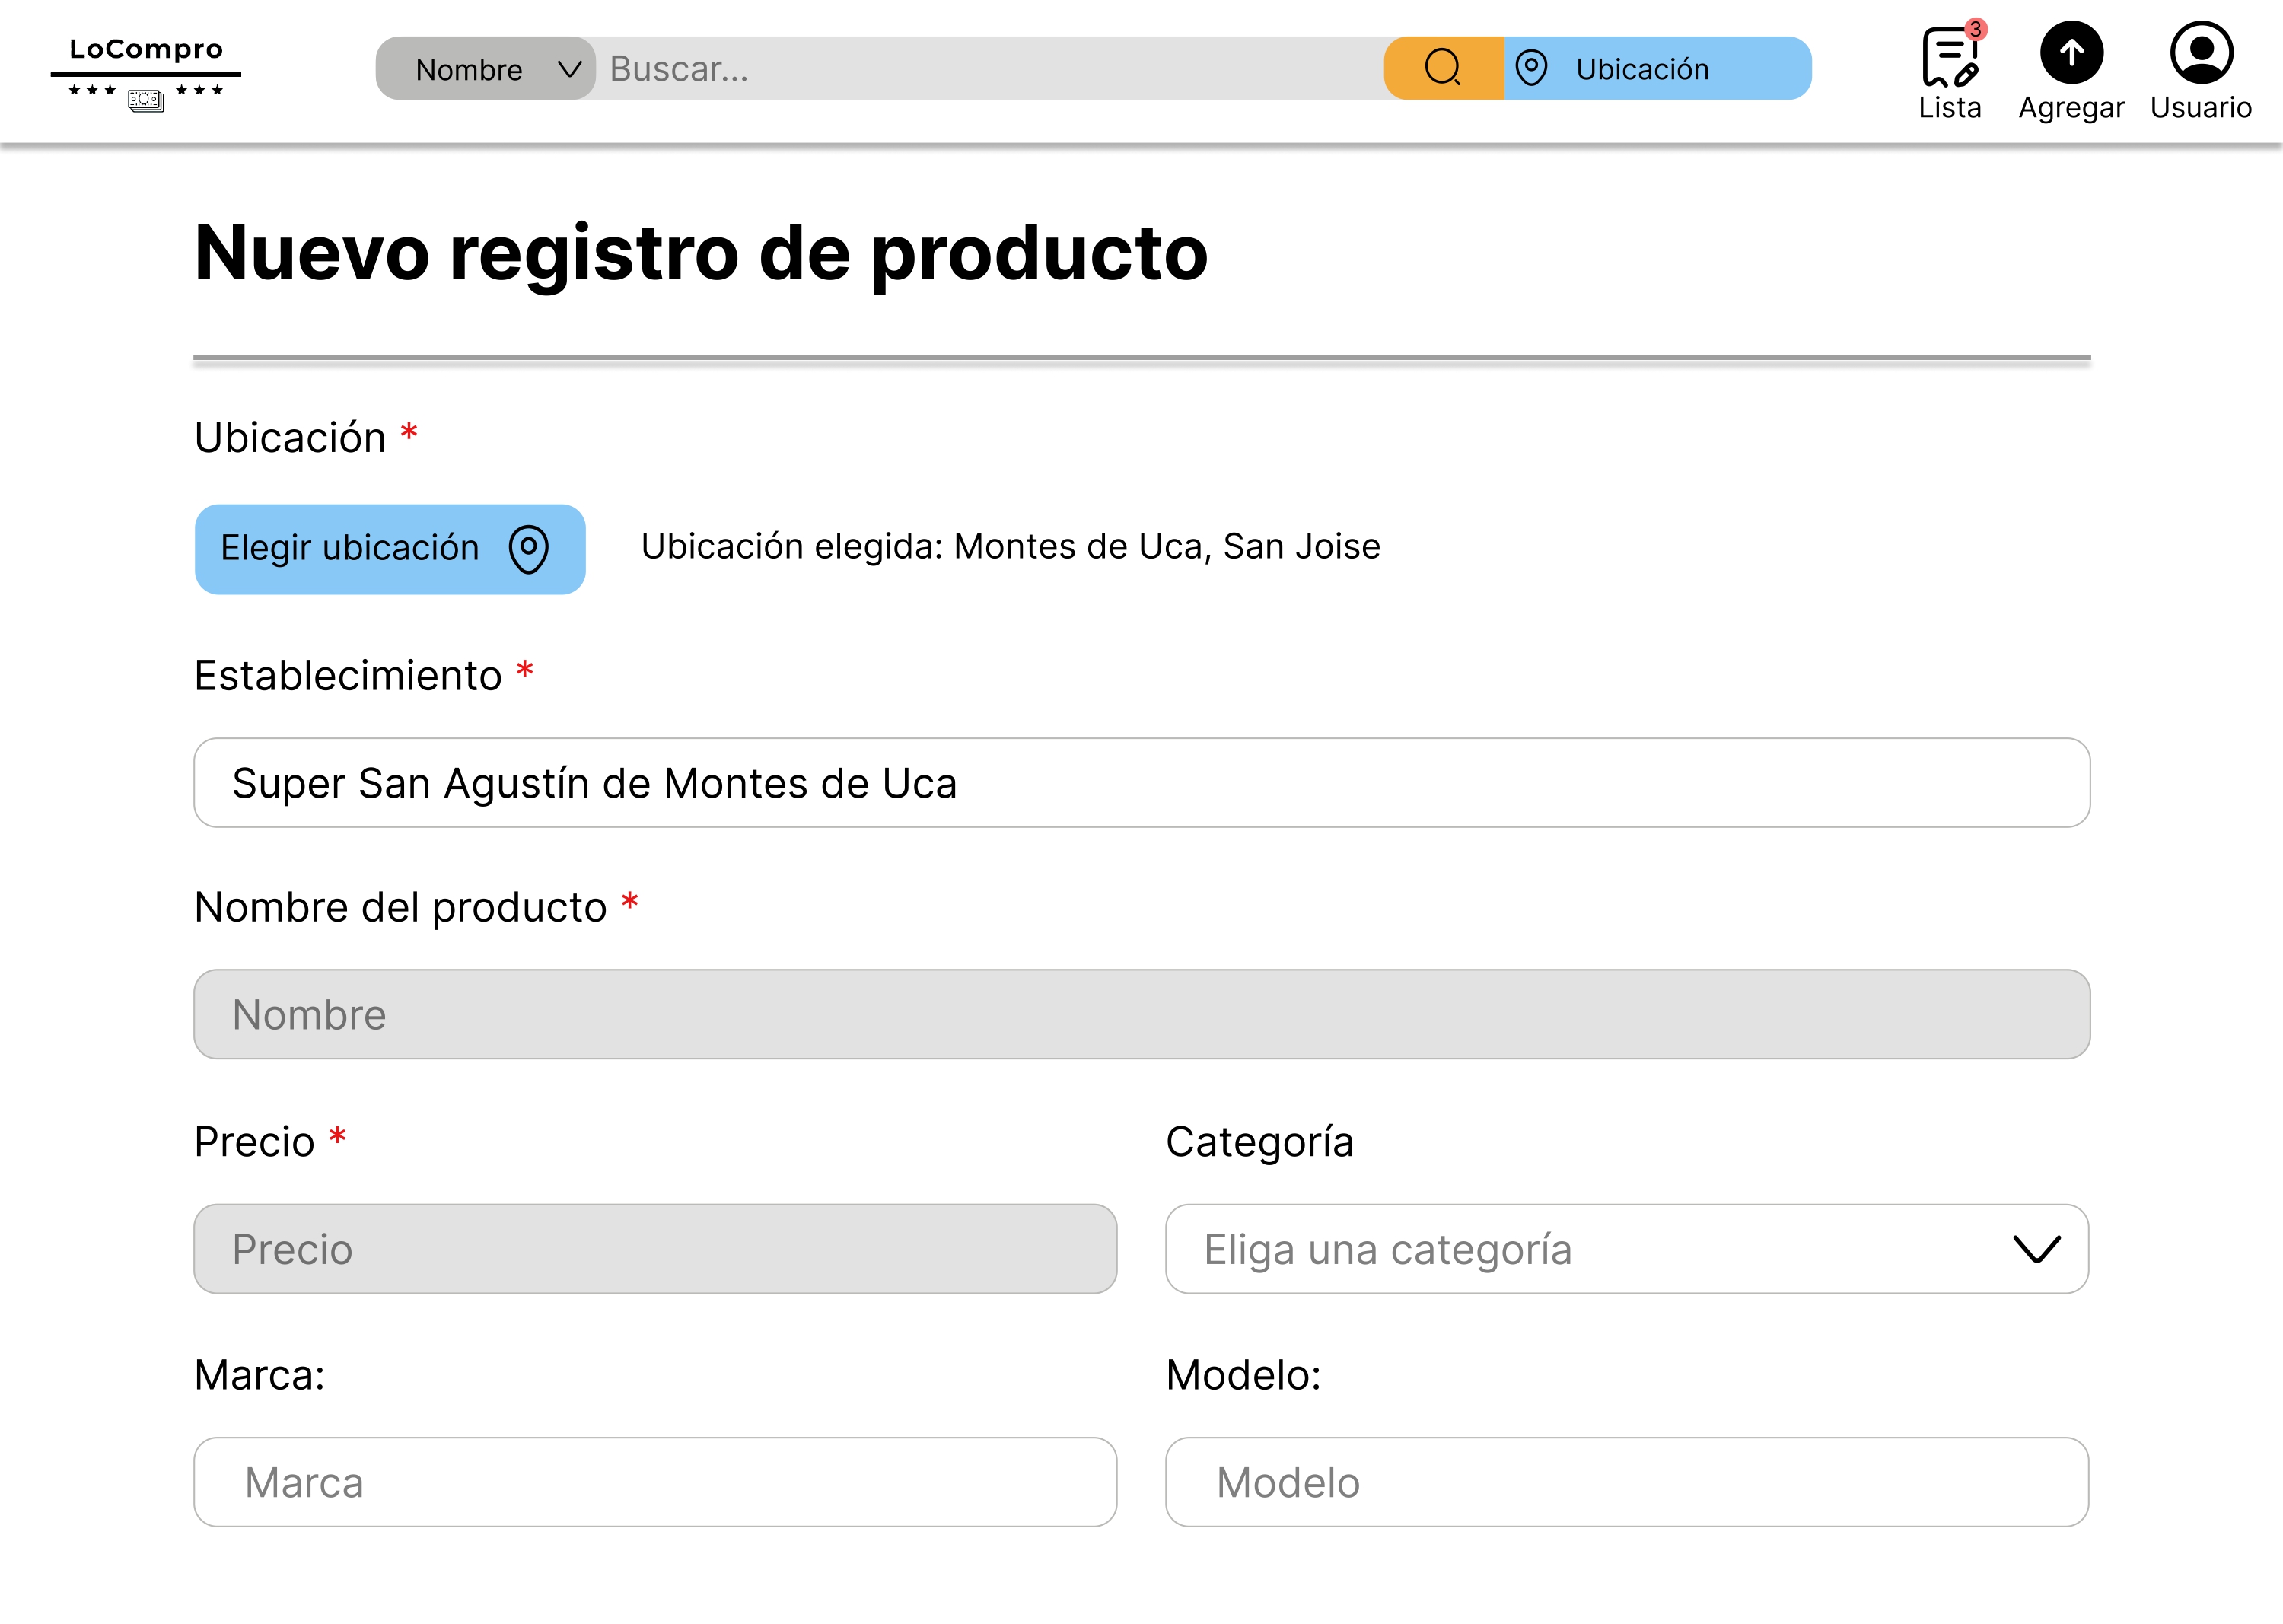 LoCompro
Nombre Buscar... Ubicación
3
Lista Agregar Usuario
Nuevo registro de producto
Ubicación *
Elegir ubicación Ubicación elegida: Montes de Uca, San Joise
Establecimiento *
Super San Agustín de Montes de Uca
Nombre del producto *
Nombre
Precio * Categoría
Precio Eliga una categoría
Marca: Modelo:
Marca Modelo